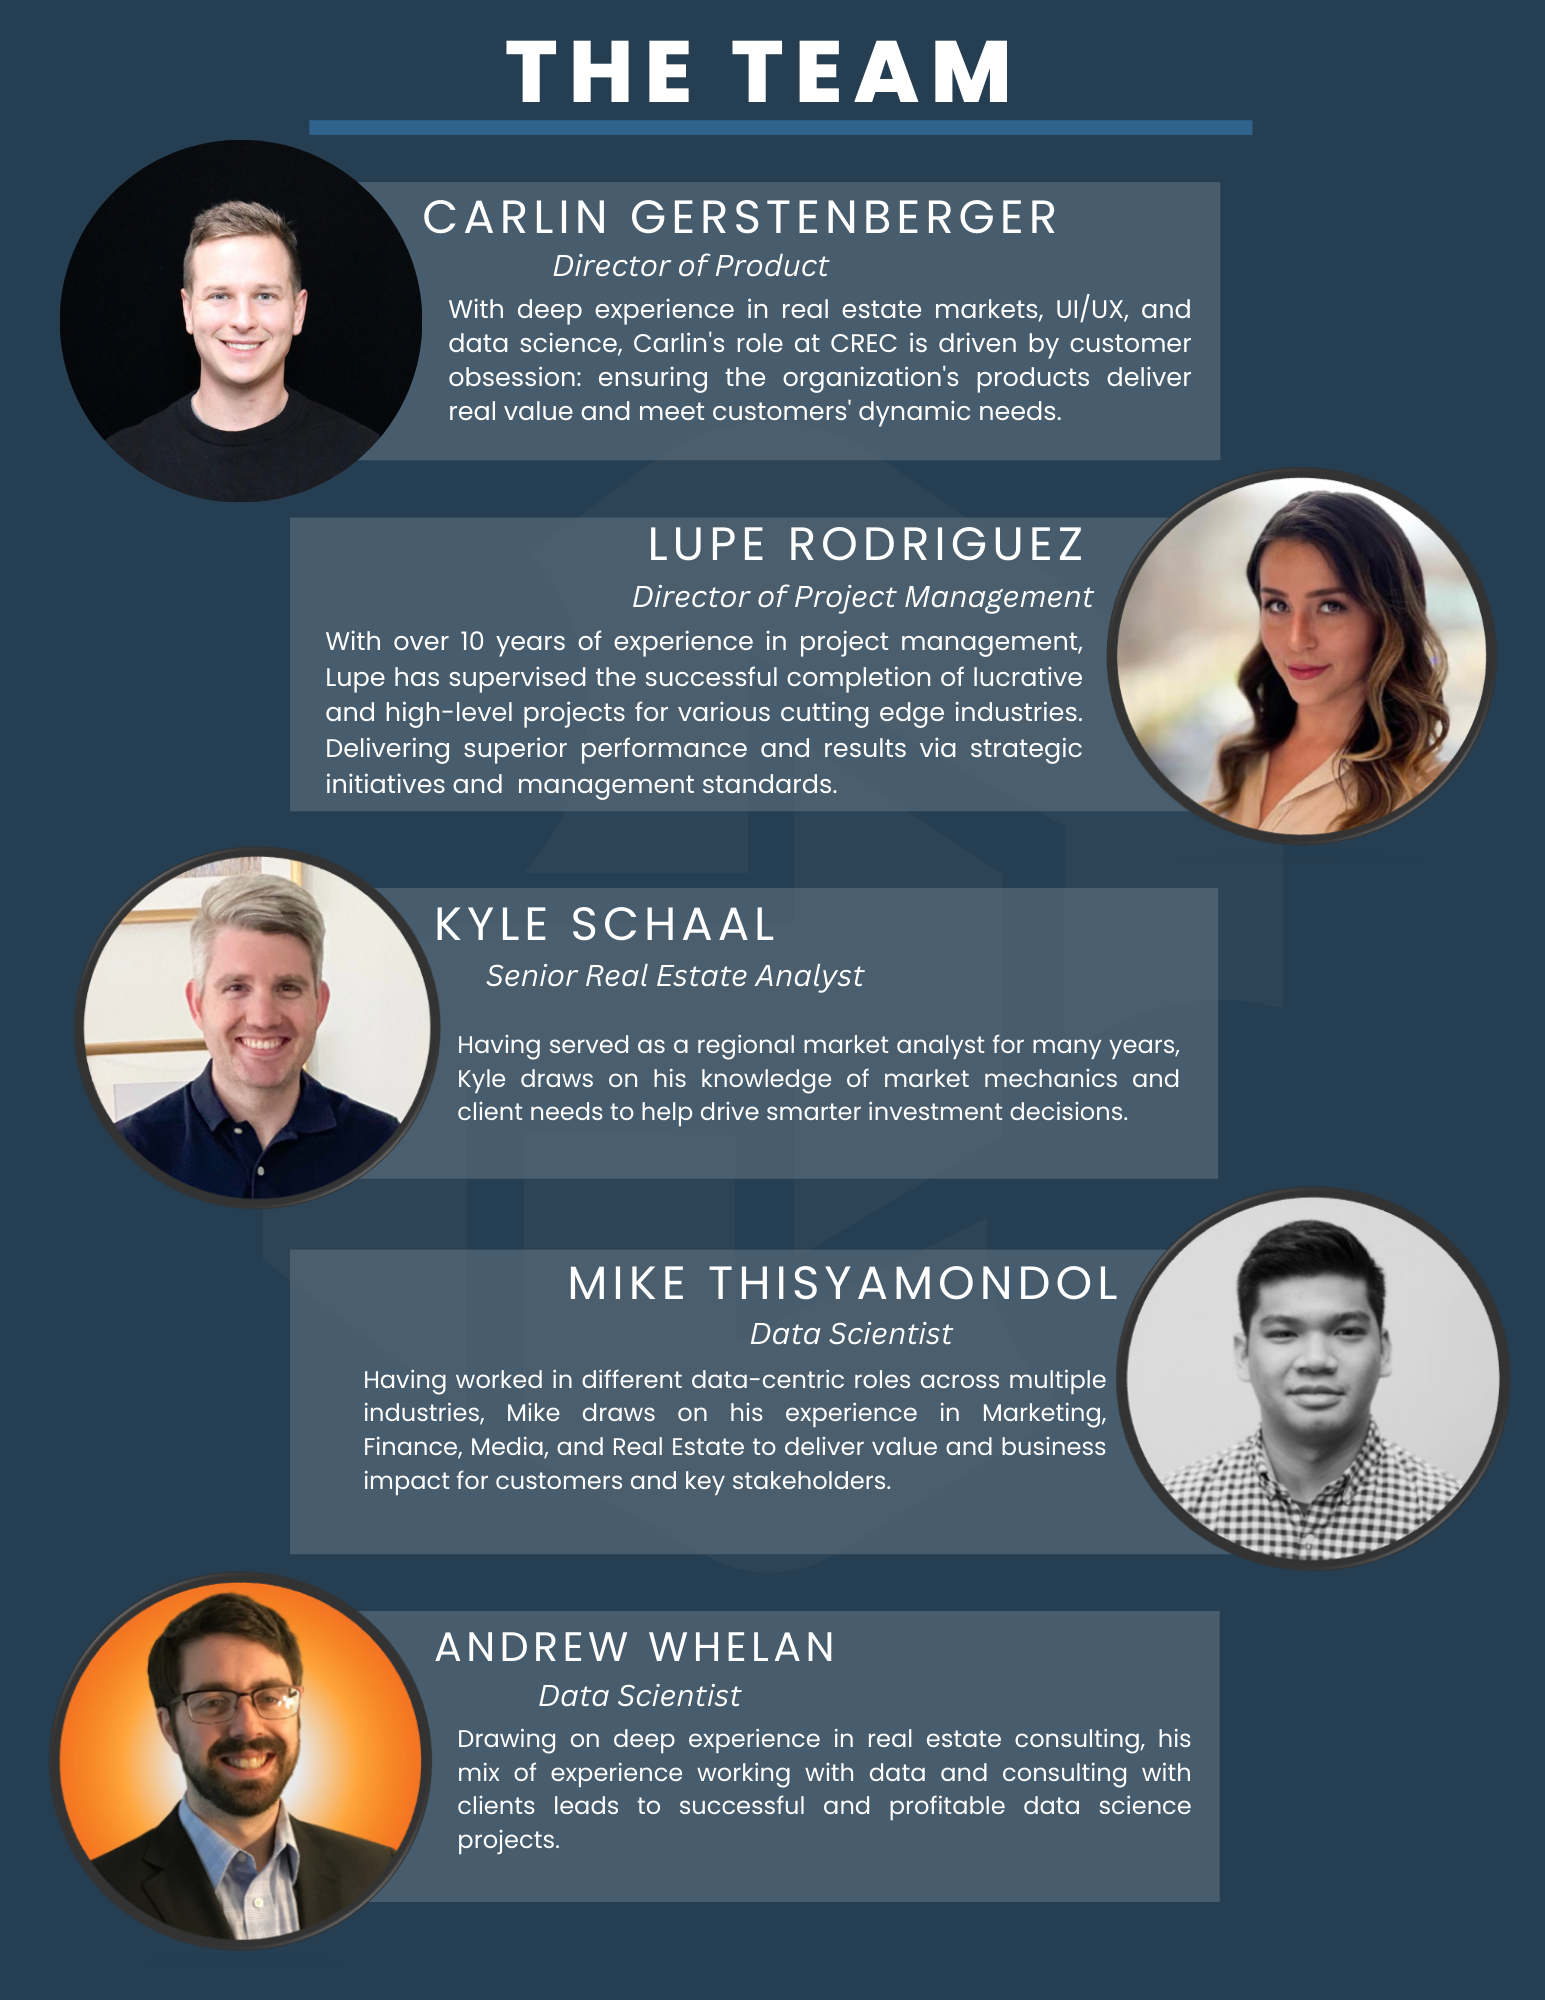 THE TEAM
CARLIN GERSTENBERGER
Director of Product
With deep experience in real estate markets, UI/UX, and
data science, Carlin's role at CREC is driven by customer
obsession: ensuring the organization's products deliver
real value and meet customers' dynamic needs.
LUPE RODRIGUEZ
Director of Project Management
With over 10 years of experience in project management,
Lupe has supervised the successful completion of lucrative
and high-level projects for various cutting edge industries.
Delivering superior performance and results via strategic
initiatives and  management standards.
KYLE SCHAAL
Senior Real Estate Analyst
Having served as a regional market analyst for many years,
Kyle draws on his knowledge of market mechanics and
client needs to help drive smarter investment decisions.
MIKE THISYAMONDOL
Data Scientist
Having worked in different data-centric roles across multiple
industries, Mike draws on his experience in Marketing,
Finance, Media, and Real Estate to deliver value and business
impact for customers and key stakeholders.
ANDREW WHELAN
Data Scientist
Drawing on deep experience in real estate consulting, his
mix of experience working with data and consulting with
clients leads to successful and profitable data science
projects.